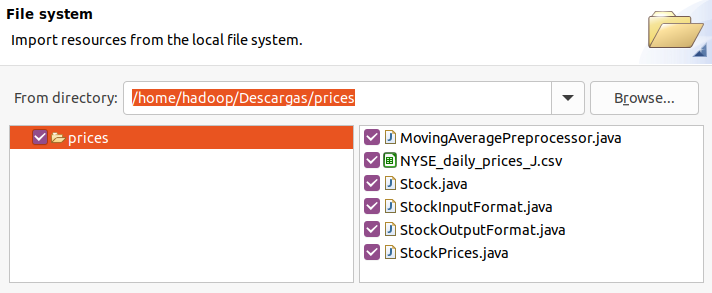 File system
Import resources from the local file system.
From directory: /home/hadoop/Descargas/prices Browse...
prices
MovingAveragePreprocessor.java
NYSE_daily_prices_J.csv
Stock.java
StockInputFormat.java
StockOutputFormat.java
StockPrices.java